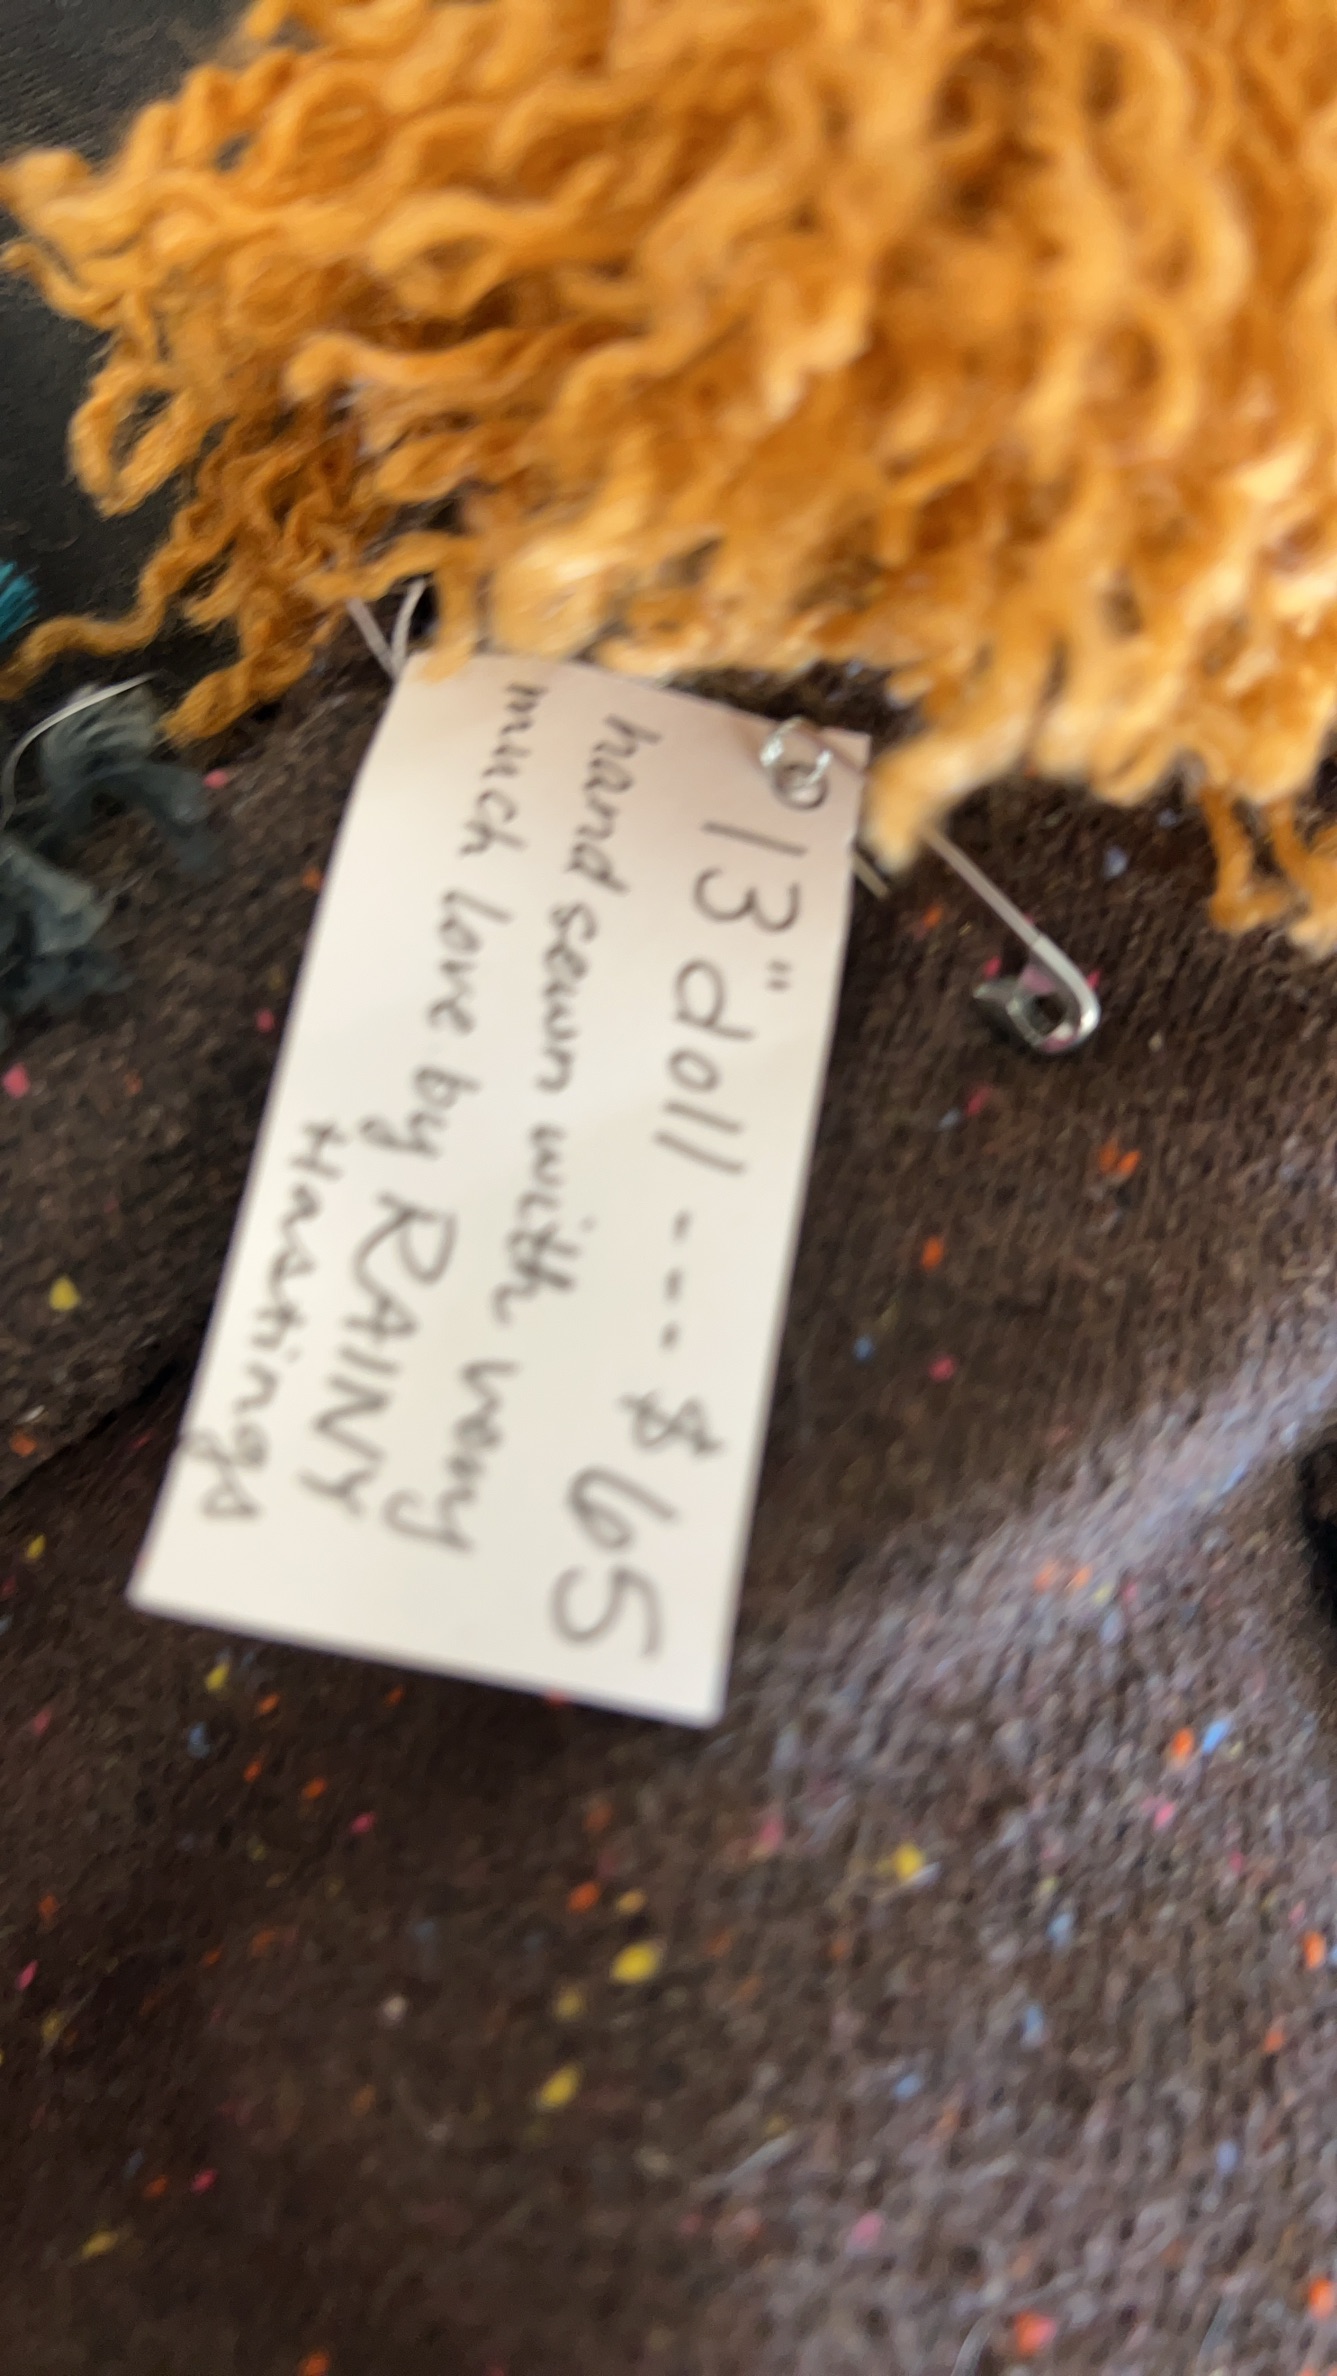 13" doll - - - $65
hand sewn with very
much love by RAINY
Hastings